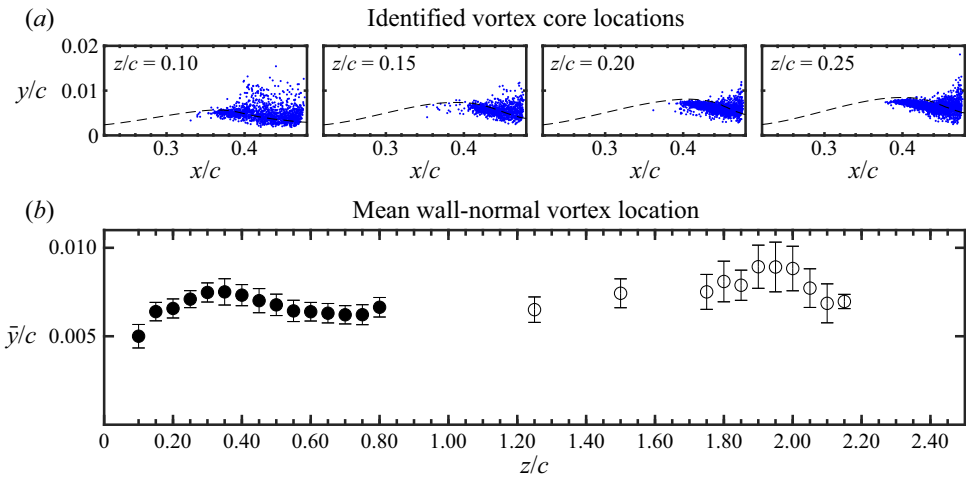 (a) Identified vortex core locations
0.02
z/c = 0.10 z/c = 0.15 z/c = 0.20 z/c = 0.25
y/c 0.01
0
0.3 0.4 0.3 0.4 0.3 0.4 0.3 0.4
x/c x/c x/c x/c
(b) Mean wall-normal vortex location
0.010
ȳ/c 0.005
0 0.20 0.40 0.60 0.80 1.00 1.20 1.40 1.60 1.80 2.00 2.20 2.40
z/c